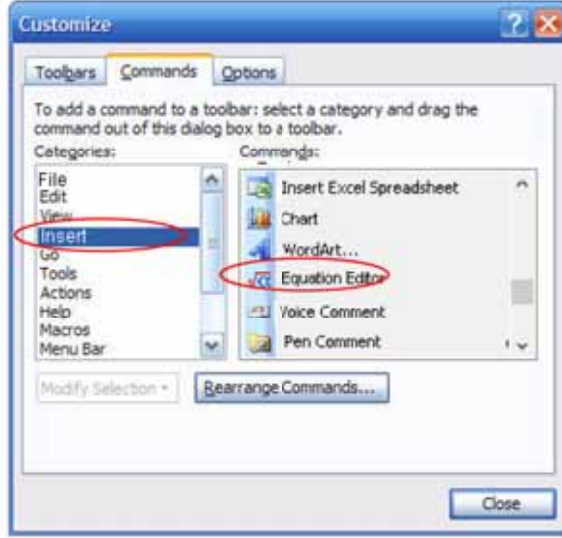 Customize
Toolbars Commands Options
To add a command to a toolbar: select a category and drag the
command out of this dialog box to a toolbar.
Categories: Commands:
File
Edit
View
Insert
Go
Tools
Actions
Help
Macros
Menu Bar
Insert Excel Spreadsheet
Chart
WordArt...
Equation Editor
Voice Comment
Pen Comment
Modify Selection
Rearrange Commands...
Close